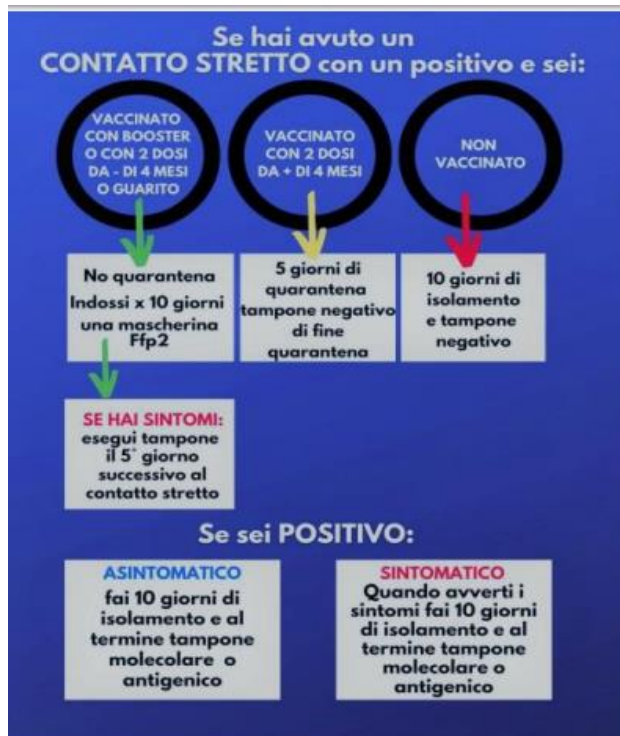 Se hai avuto un
CONTATTO STRETTO con un positivo e sei:
VACCINATO
CON BOOSTER
O CON 2 DOSI
DA - DI 4 MESI
O GUARITO
VACCINATO
CON 2 DOSI
DA + DI 4 MESI
NON
VACCINATO
No quarantena
Indossi x 10 giorni
una mascherina
Ffp2
5 giorni di
quarantena
tampone negativo
di fine
quarantena
10 giorni di
isolamento
e tampone
negativo
SE HAI SINTOMI:
esegui tampone
il 5° giorno
successivo al
contatto stretto
Se sei POSITIVO:
ASINTOMATICO
fai 10 giorni di
isolamento e al
termine tampone
molecolare o
antigenico
SINTOMATICO
Quando avverti i
sintomi fai 10 giorni
di isolamento e al
termine tampone
molecolare o
antigenico